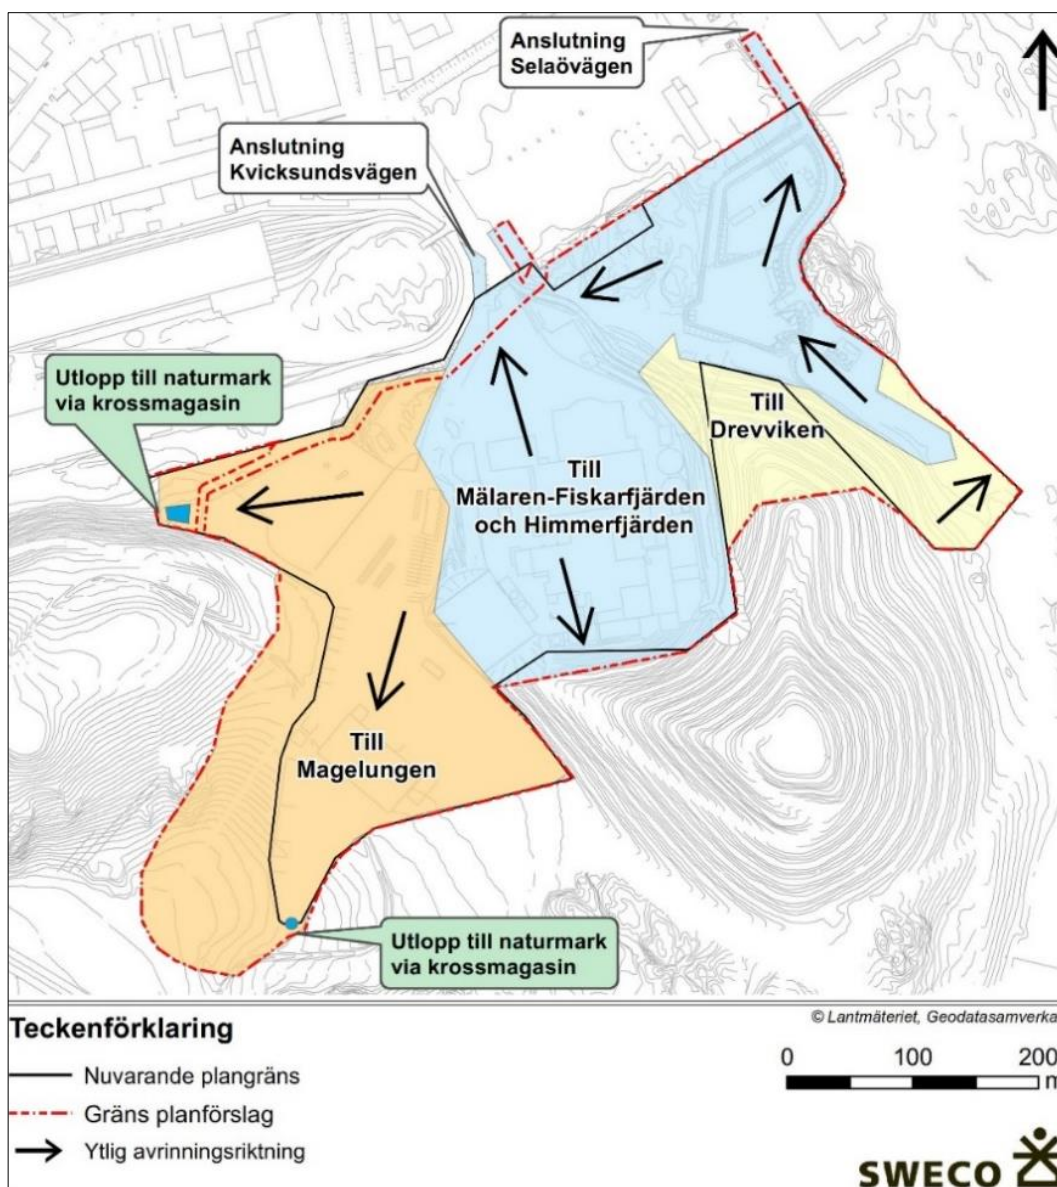 Anslutning
Selaövägen
Anslutning
Kvicksundsvägen
Utlopp till naturmark
via krossmagasin
Till
Drevviken
Till
Mälaren-Fiskarfjärden
och Himmerfjärden
Till
Magelungen
Utlopp till naturmark
via krossmagasin
Teckenförklaring
© Lantmäteriet, Geodatasamverka
Nuvarande plangräns
Gräns planförslag
Ytlig avrinningsriktning
0 100 200
m
SWECO